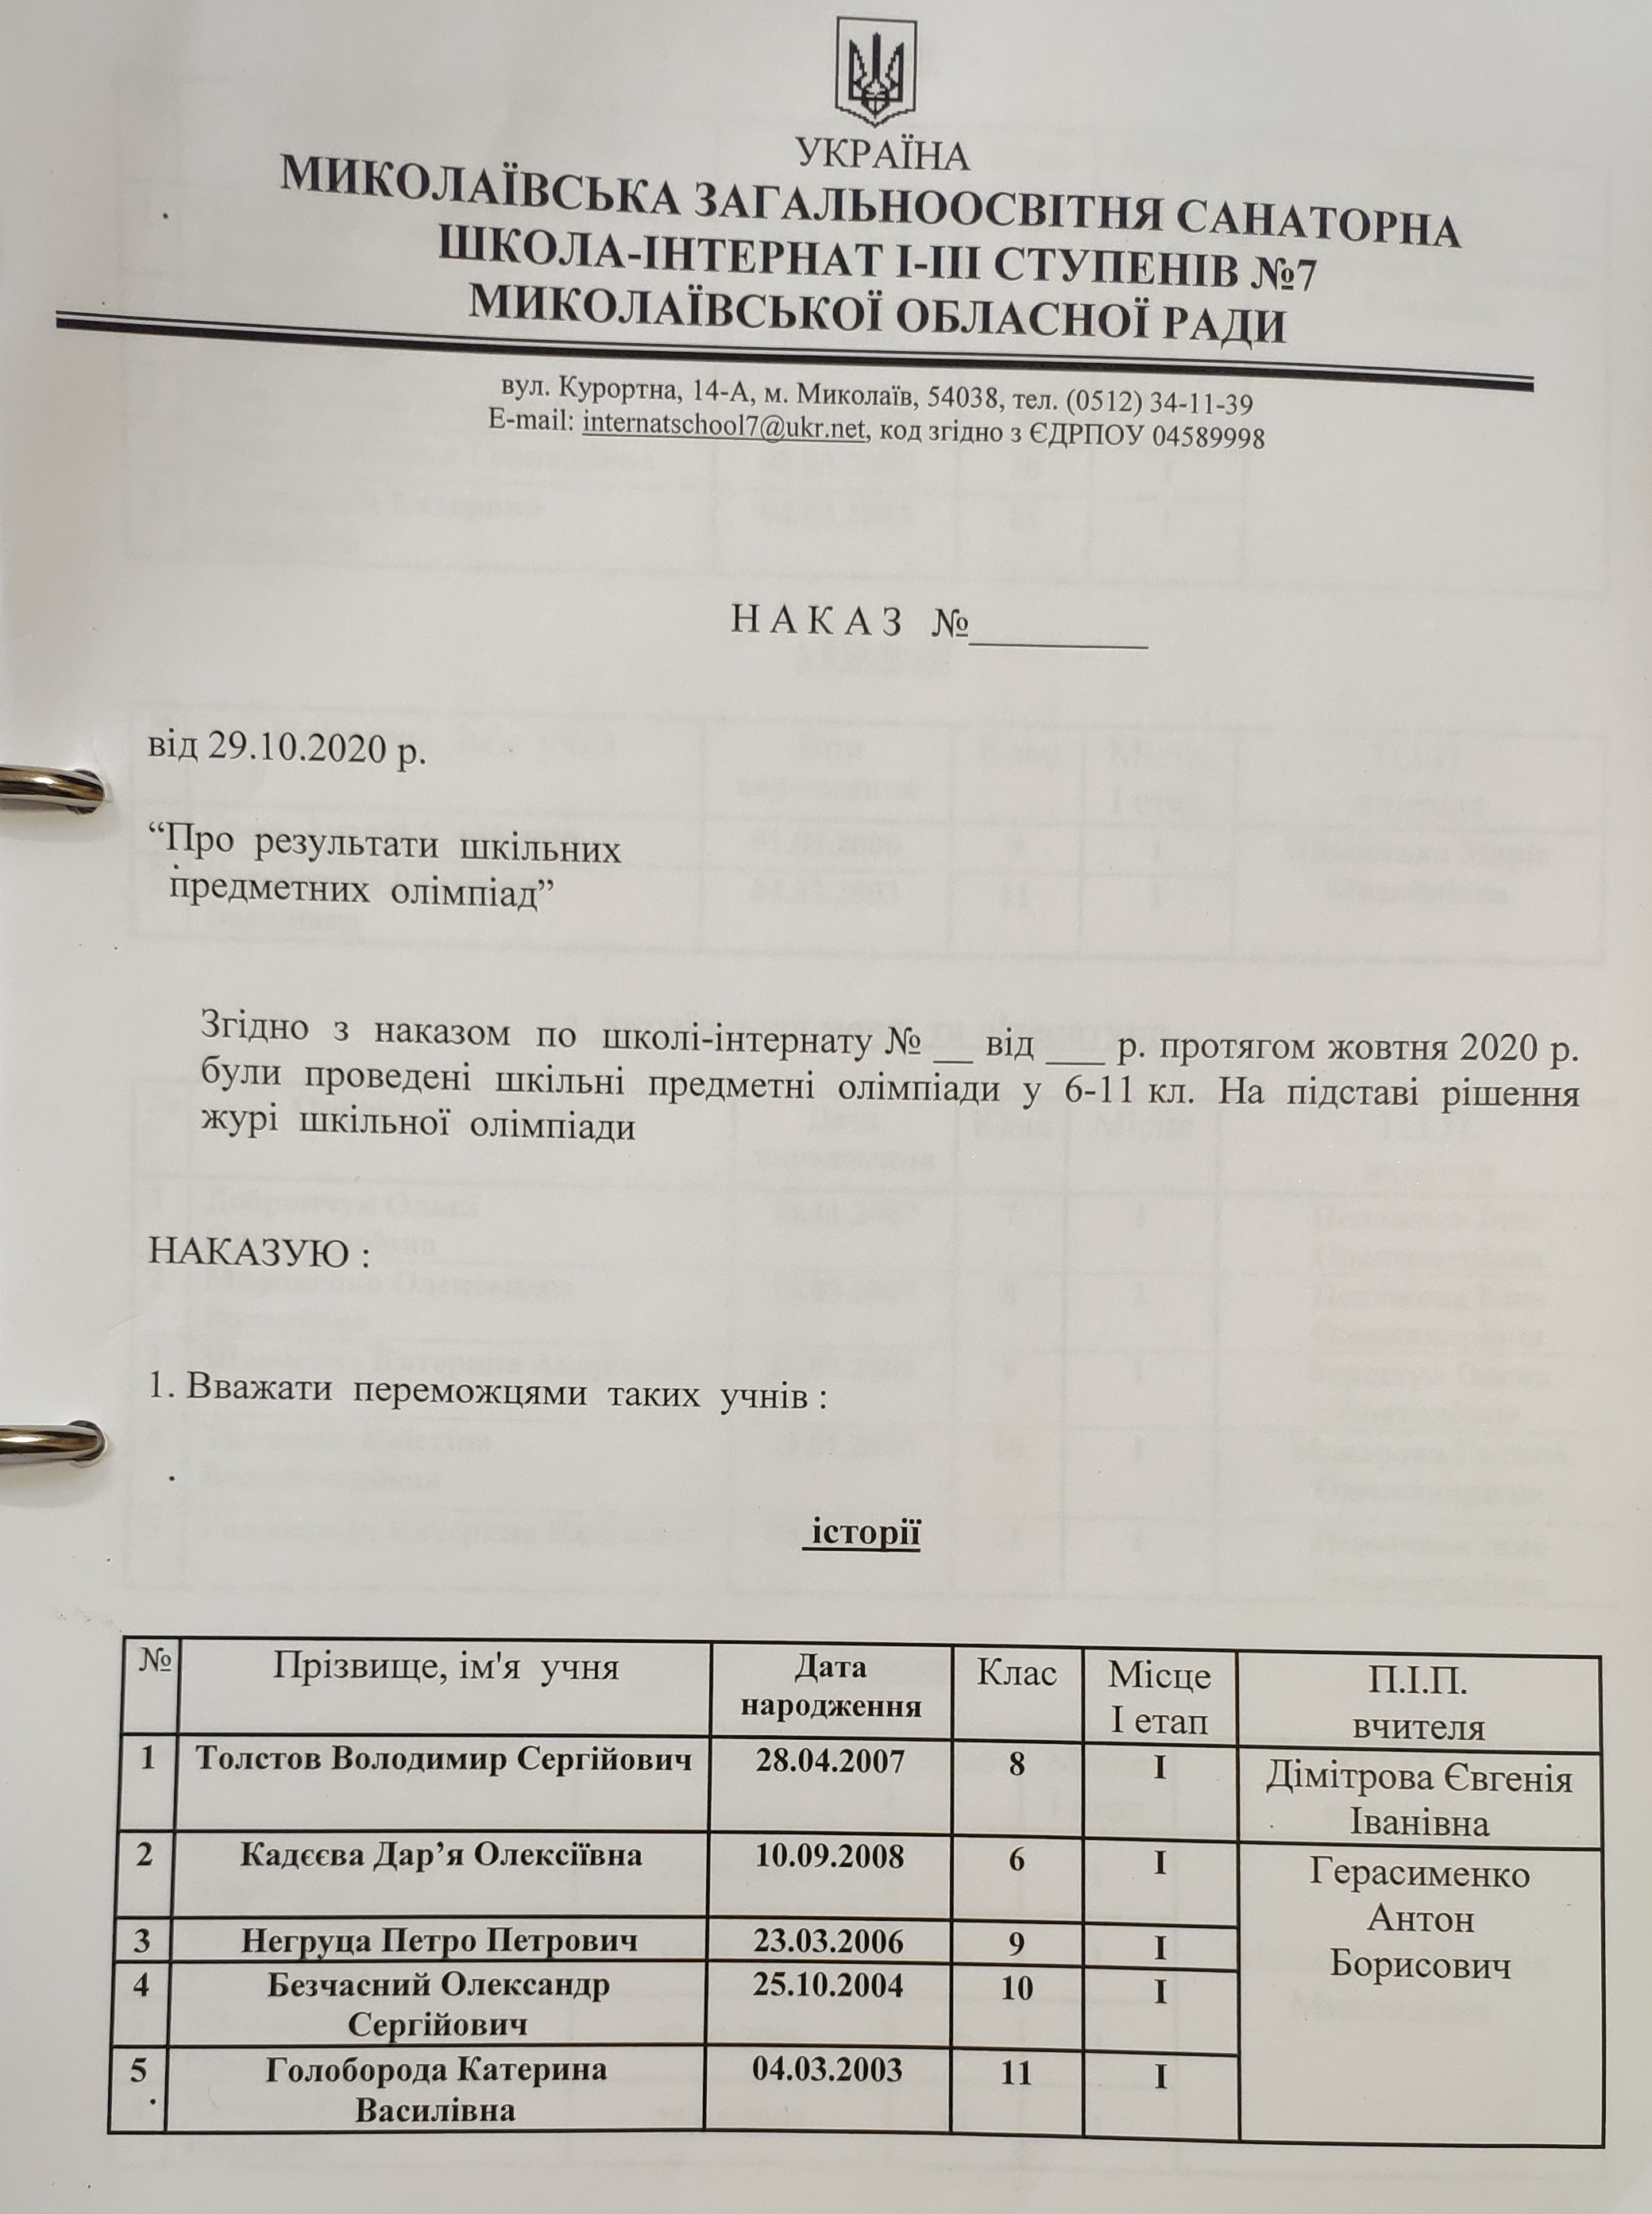 УКРАЇНА
МИКОЛАЇВСЬКА ЗАГАЛЬНООСВІТНЯ САНАТОРНА
ШКОЛА-ІНТЕРНАТ І-ІІІ СТУПЕНІВ №7
МИКОЛАЇВСЬКОЇ ОБЛАСНОЇ РАДИ
вул. Курортна, 14-А, м. Миколаїв, 54038, тел. (0512) 34-11-39
E-mail: internatschool7@ukr.net, код згідно з ЄДРПОУ 04589998
Н А К А З № ________
від 29.10.2020 р.
“Про результати шкільних
предметних олімпіад”
Згідно з наказом по школі-інтернату № __ від ___ р. протягом жовтня 2020 р.
були проведені шкільні предметні олімпіади у 6-11 кл. На підставі рішення
журі шкільної олімпіади
НАКАЗУЮ :
1. Вважати переможцями таких учнів :
історії
№ Прізвище, ім'я учня Дата народження Клас Місце І етап П.І.П. вчителя
1 Толстов Володимир Сергійович 28.04.2007 8 І Дімітрова Євгенія Іванівна
2 Кадєєва Дар’я Олексіївна 10.09.2008 6 І Герасименко Антон Борисович
3 Негруца Петро Петрович 23.03.2006 9 І
4 Безчасний Олександр Сергійович 25.10.2004 10 І
5 Голоборода Катерина Василівна 04.03.2003 11 І